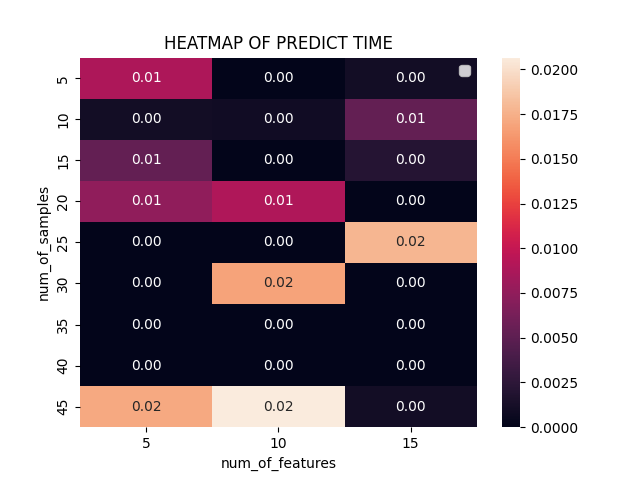 HEATMAP OF PREDICT TIME
num_of_samples
5 0.01 0.00 0.00
10 0.00 0.00 0.01
15 0.01 0.00 0.00
20 0.01 0.01 0.00
25 0.00 0.00 0.02
30 0.00 0.02 0.00
35 0.00 0.00 0.00
40 0.00 0.00 0.00
45 0.02 0.02 0.00
5 10 15
num_of_features
0.0200
0.0175
0.0150
0.0125
0.0100
0.0075
0.0050
0.0025
0.0000